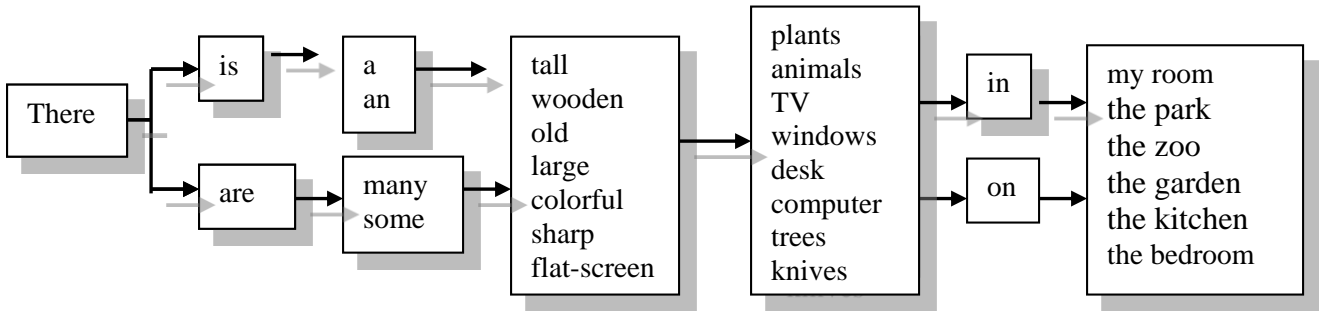 There
is
are
a
an
many
some
tall
wooden
old
large
colorful
sharp
flat-screen
plants
animals
TV
windows
desk
computer
trees
knives
in
on
my room
the park
the zoo
the garden
the kitchen
the bedroom